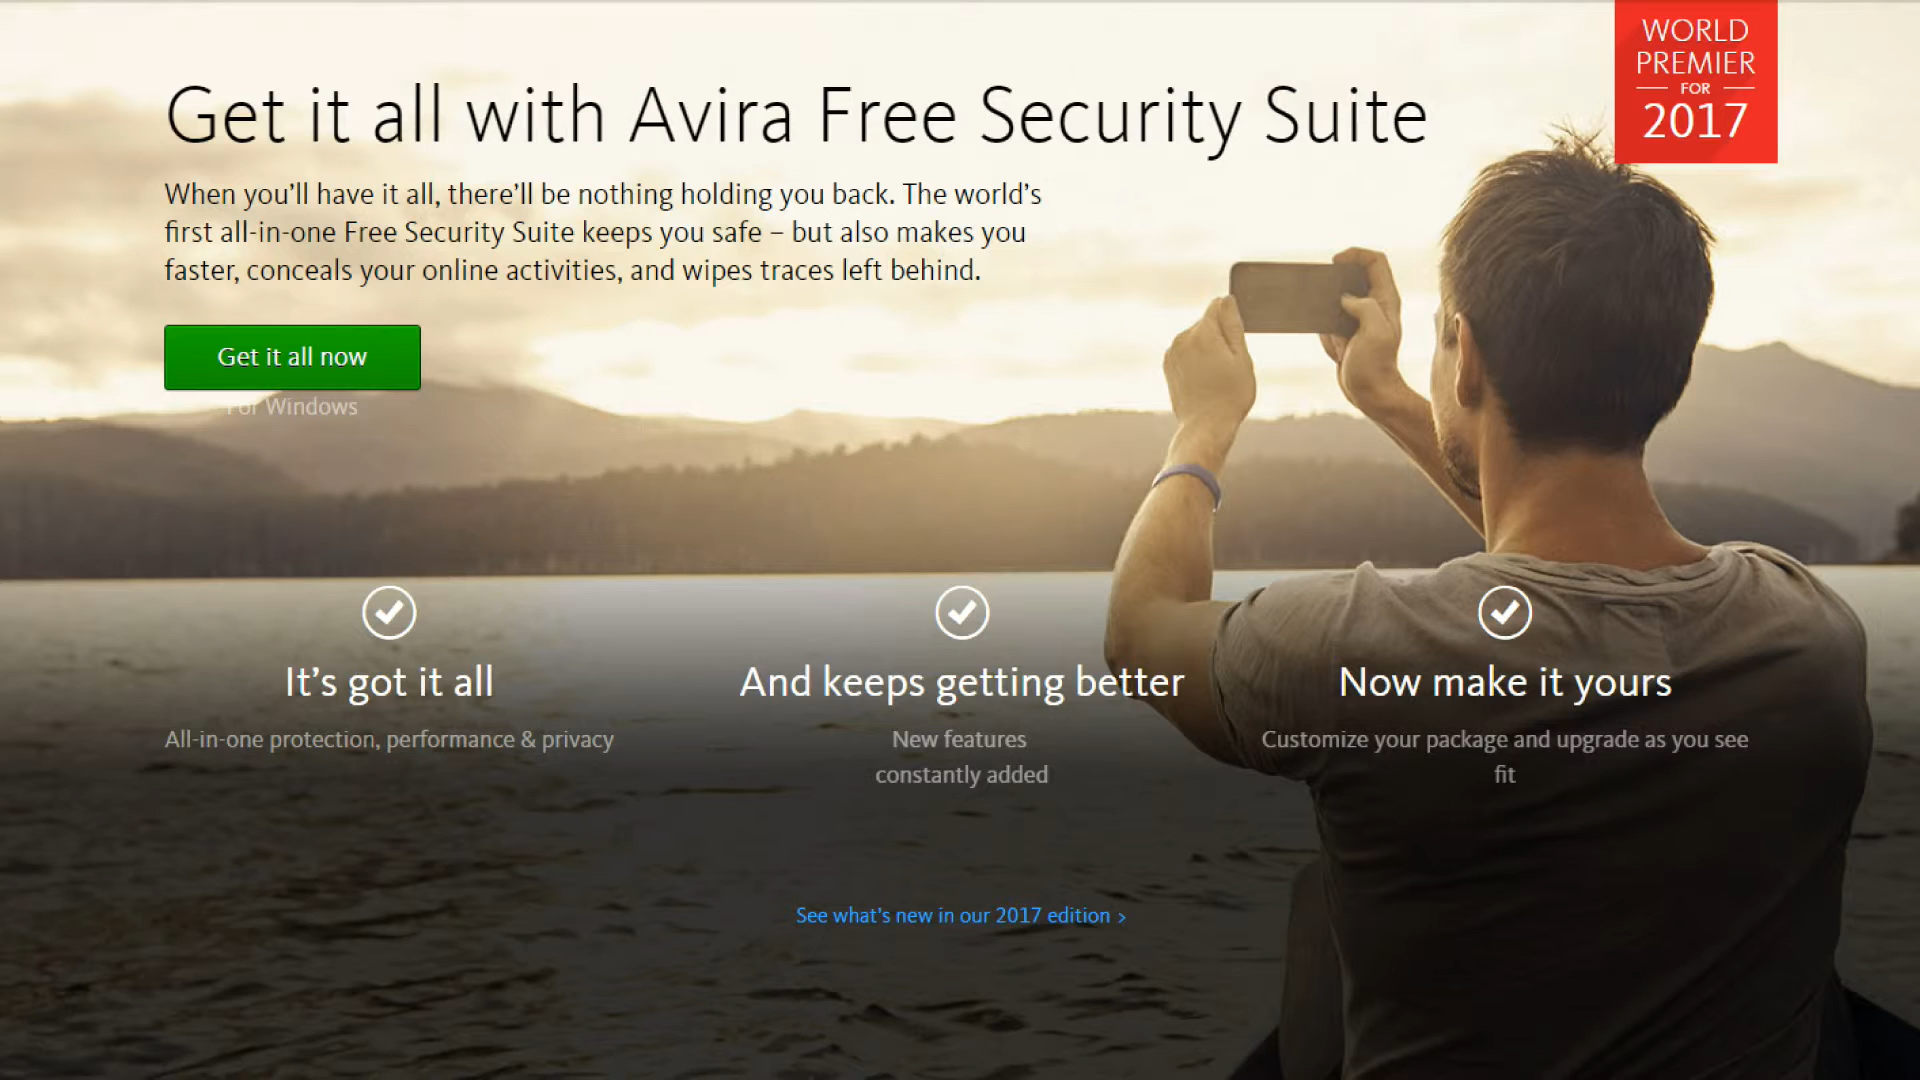 WORLD
PREMIER
FOR
2017
Get it all with Avira Free Security Suite
When you’ll have it all, there’ll be nothing holding you back. The world’s
first all-in-one Free Security Suite keeps you safe – but also makes you
faster, conceals your online activities, and wipes traces left behind.
Get it all now
For Windows
It’s got it all
All-in-one protection, performance & privacy
And keeps getting better
New features
constantly added
Now make it yours
Customize your package and upgrade as you see
fit
See what’s new in our 2017 edition >